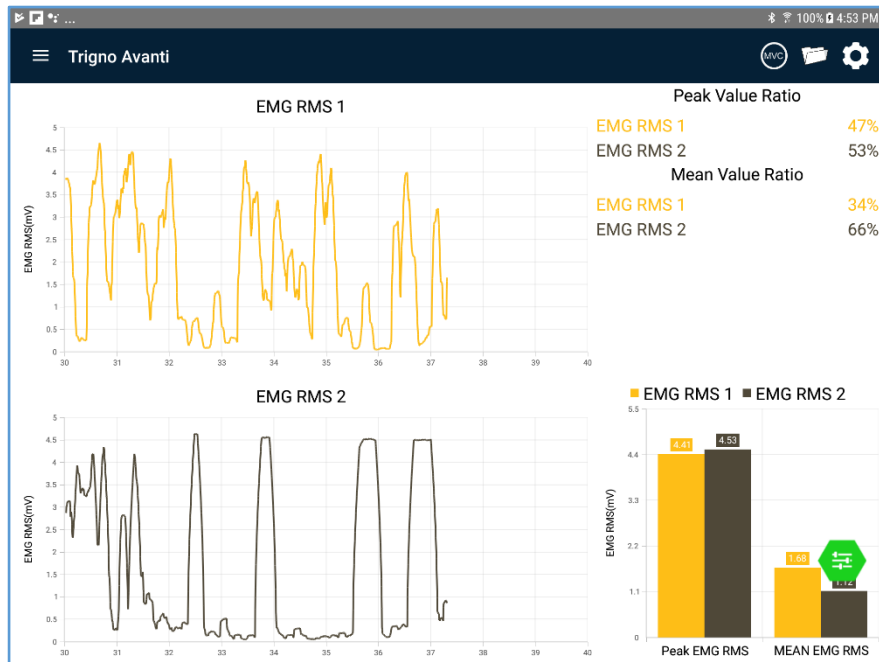 ... 100% 4:53 PM
Trigno Avanti MVC
EMG RMS 1
EMG RMS(mV)
5
4.5
4
3.5
3
2.5
2
1.5
1
0.5
0
30 31 32 33 34 35 36 37 38 39 40
Peak Value Ratio
EMG RMS 1 47%
EMG RMS 2 53%
Mean Value Ratio
EMG RMS 1 34%
EMG RMS 2 66%
EMG RMS 2
EMG RMS(mV)
5
4.5
4
3.5
3
2.5
2
1.5
1
0.5
0
30 31 32 33 34 35 36 37 38 39 40
EMG RMS 1 EMG RMS 2
EMG RMS(mV)
5.5
4.4
3.3
2.2
1.1
0
4.41 4.53
1.68 1.12
Peak EMG RMS MEAN EMG RMS